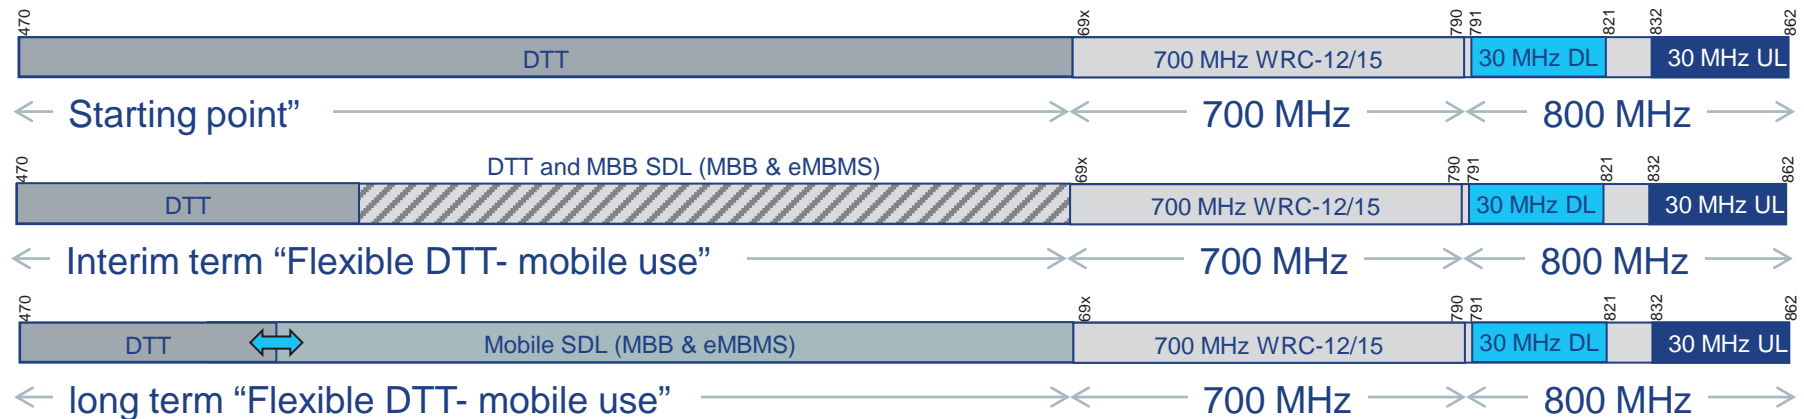 470 69x 790 791 821 832 862
DTT 700 MHz WRC-12/15 30 MHz DL 30 MHz UL
Starting point” 700 MHz 800 MHz
DTT and MBB SDL (MBB & eMBMS)
470 69x 790 791 821 832 862
DTT 700 MHz WRC-12/15 30 MHz DL 30 MHz UL
Interim term “Flexible DTT- mobile use” 700 MHz 800 MHz
470 69x 790 791 821 832 862
DTT Mobile SDL (MBB & eMBMS) 700 MHz WRC-12/15 30 MHz DL 30 MHz UL
long term “Flexible DTT- mobile use” 700 MHz 800 MHz